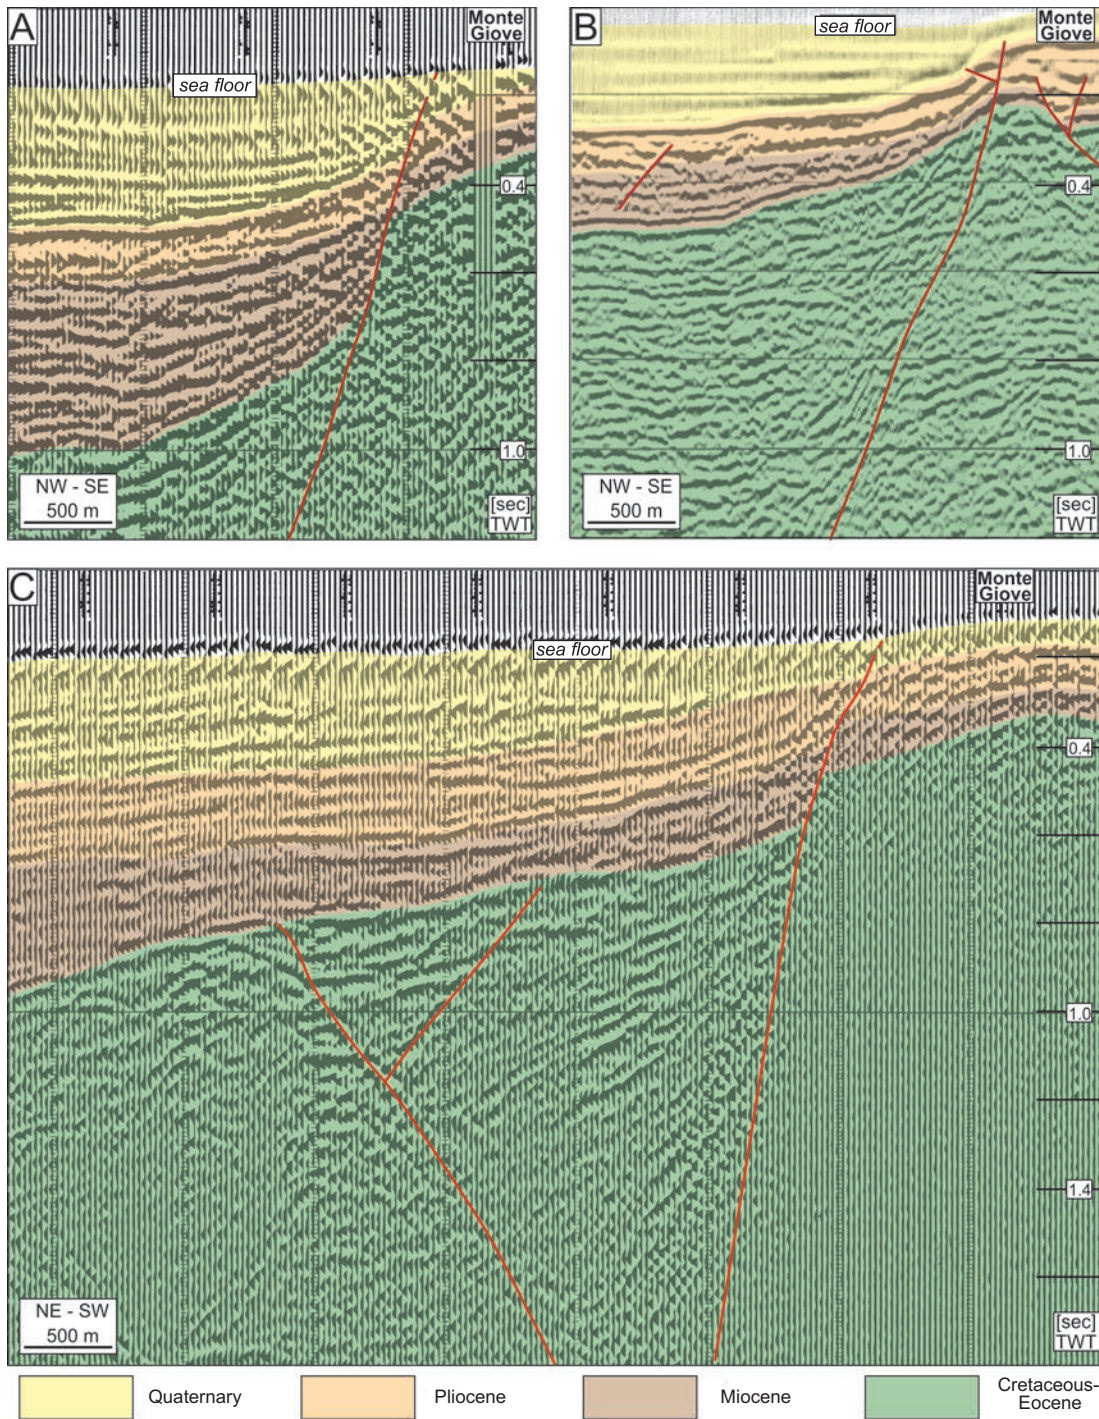 A
Monte
Giove
sea floor
0.4
1.0
NW - SE
500 m
[sec]
TWT
B
Monte
Giove
sea floor
0.4
1.0
NW - SE
500 m
[sec]
TWT
C
Monte
Giove
sea floor
0.4
1.0
1.4
NE - SW
500 m
[sec]
TWT
Quaternary
Pliocene
Miocene
Cretaceous-
Eocene